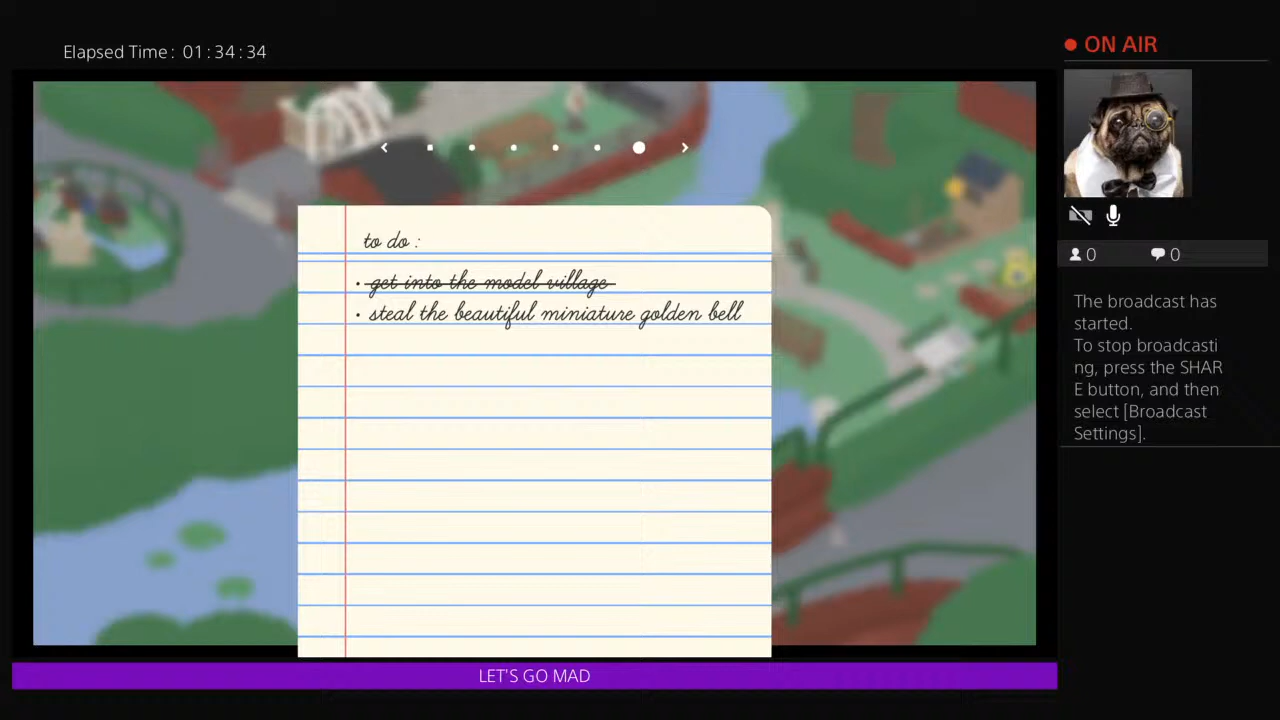 Elapsed Time: 01:34:34
ON AIR
to do :
• get into the model village
• steal the beautiful miniature golden bell
0 0
The broadcast has
started.
To stop broadcasti
ng, press the SHAR
E button, and then
select [Broadcast
Settings].
LET'S GO MAD